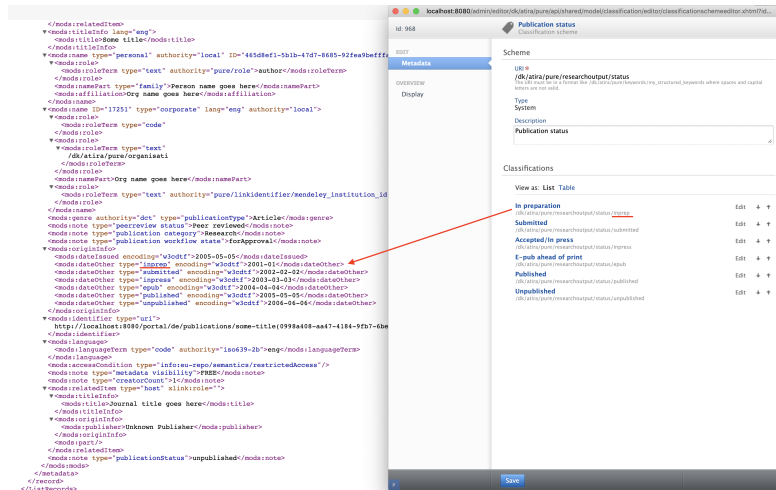 </mods:relatedItem>
▼<mods:titleInfo lang="eng">
<mods:title>Some title</mods:title>
</mods:titleInfo>
▼<mods:name type="personal" authority="local" ID="465d8ef1-5b1b-47d7-8685-92fea9befffa
▼<mods:role>
<mods:roleTerm type="text" authority="pure/role">author</mods:roleTerm>
</mods:role>
<mods:namePart type="family">Person name goes here</mods:namePart>
<mods:affiliation>Org name goes here</mods:affiliation>
</mods:name>
▼<mods:name ID="17251" type="corporate" lang="eng" authority="local">
▼<mods:role>
<mods:roleTerm type="code"
</mods:role>
▼<mods:role>
▼<mods:roleTerm type="text"
/dk/atira/pure/organisati
</mods:roleTerm>
</mods:role>
<mods:namePart>Org name goes here</mods:namePart>
▼<mods:role>
<mods:roleTerm type="text" authority="pure/linkidentifier/mendeley_institution_id
</mods:role>
</mods:name>
<mods:genre authority="dct" type="publicationType">Article</mods:genre>
<mods:note type="peerreview status">Peer reviewed</mods:note>
<mods:note type="publication category">Research</mods:note>
<mods:note type="publication workflow state">forApproval</mods:note>
▼<mods:originInfo>
<mods:dateIssued encoding="w3cdtf">2005-05-05</mods:dateIssued>
<mods:dateOther type="inprep" encoding="w3cdtf">2001-01</mods:dateOther>
<mods:dateOther type="submitted" encoding="w3cdtf">2002-02-02</mods:dateOther>
<mods:dateOther type="inpress" encoding="w3cdtf">2003-03-03</mods:dateOther>
<mods:dateOther type="epub" encoding="w3cdtf">2004-04-04</mods:dateOther>
<mods:dateOther type="published" encoding="w3cdtf">2005-05-05</mods:dateOther>
<mods:dateOther type="unpublished" encoding="w3cdtf">2006-06-06</mods:dateOther>
</mods:originInfo>
▼<mods:identifier type="uri">
http://localhost:8080/portal/de/publications/some-title(0998a408-aa47-4184-9fb7-6be
</mods:identifier>
▼<mods:language>
<mods:languageTerm type="code" authority="iso639-2b">eng</mods:languageTerm>
</mods:language>
<mods:accessCondition type="info:eu-repo/semantics/restrictedAccess"/>
<mods:note type="metadata visibility">FREE</mods:note>
<mods:note type="creatorCount">1</mods:note>
▼<mods:relatedItem type="host" xlink:role="">
▼<mods:titleInfo>
<mods:title>Journal title goes here</mods:title>
</mods:titleInfo>
▼<mods:originInfo>
<mods:publisher>Unknown Publisher</mods:publisher>
</mods:originInfo>
<mods:part/>
</mods:relatedItem>
<mods:note type="publicationStatus">unpublished</mods:note>
</mods:mods>
</metadata>
</record>
</ListRecords>
localhost:8080/admin/editor/dk/atira/pure/api/shared/model/classification/editor/classificationschemeeditor.xhtml?id...
Id: 968
Publication status
Classification scheme
EDIT
Metadata
OVERVIEW
Display
Scheme
URI
/dk/atira/pure/researchoutput/status
The URI must be in a format like /dk/atira/pure/keywords/my_structured_keywords where spaces and capital
letters are not valid.
Type
System
Description
Publication status
Classifications
View as: List Table
In preparation Edit ↓ ↑
/dk/atira/pure/researchoutput/status/inprep
Submitted Edit ↓ ↑
/dk/atira/pure/researchoutput/status/submitted
Accepted/In press Edit ↓ ↑
/dk/atira/pure/researchoutput/status/inpress
E-pub ahead of print Edit ↓ ↑
/dk/atira/pure/researchoutput/status/epub
Published Edit ↓ ↑
/dk/atira/pure/researchoutput/status/published
Unpublished Edit ↓ ↑
/dk/atira/pure/researchoutput/status/unpublished
Save